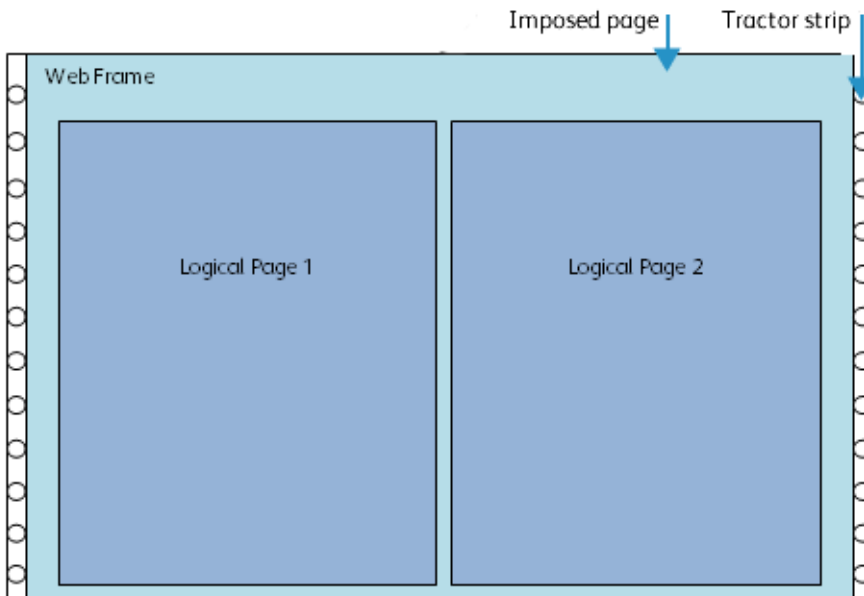 Imposed page Tractor strip
Web Frame
Logical Page 1 Logical Page 2